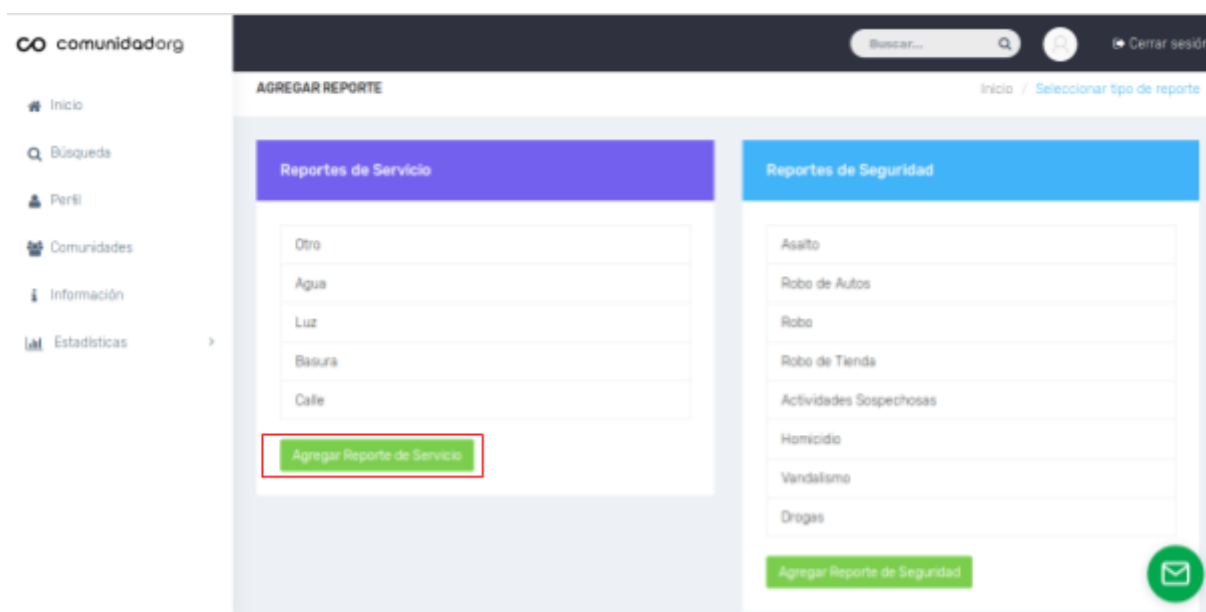 comunidadorg
Buscar...
Cerrar sesión
AGREGAR REPORTE
Inicio / Seleccionar tipo de reporte
Inicio
Búsqueda
Perfil
Comunidades
Información
Estadísticas
Reportes de Servicio
Otro
Agua
Luz
Basura
Calle
Agregar Reporte de Servicio
Reportes de Seguridad
Asalto
Robo de Autos
Robo
Robo de Tienda
Actividades Sospechosas
Homicidio
Vandalismo
Drogas
Agregar Reporte de Seguridad